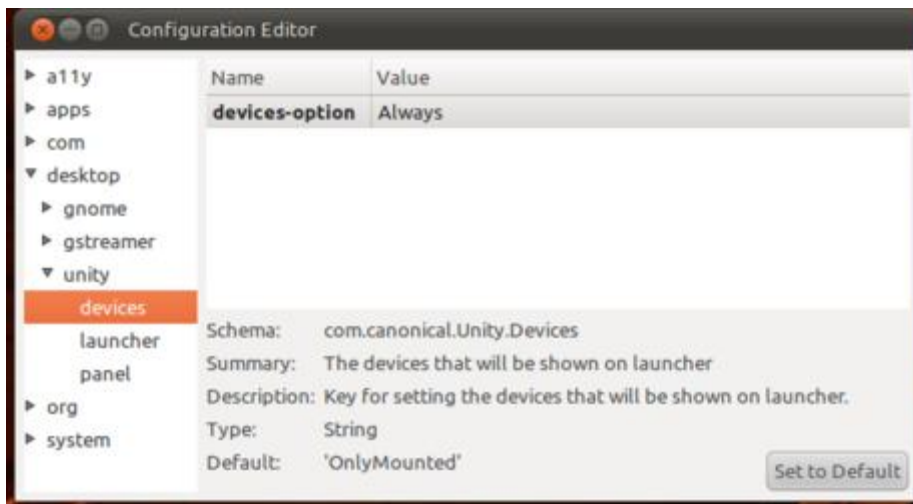 Configuration Editor
a11y
apps
com
desktop
gnome
gstreamer
unity
devices
launcher
panel
org
system
Name Value
devices-option Always
Schema: com.canonical.Unity.Devices
Summary: The devices that will be shown on launcher
Description: Key for setting the devices that will be shown on launcher.
Type: String
Default: 'OnlyMounted'
Set to Default